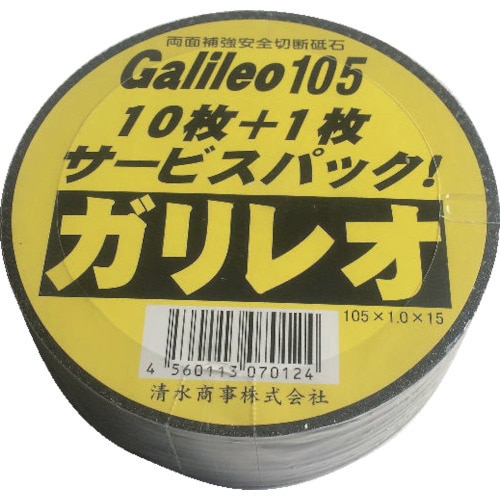 両面補強安全切断砥石
Galileo105
10枚+1枚
サービスパック!
ガリレオ
105×1.0×15
4 560113 070124
清水商事株式会社